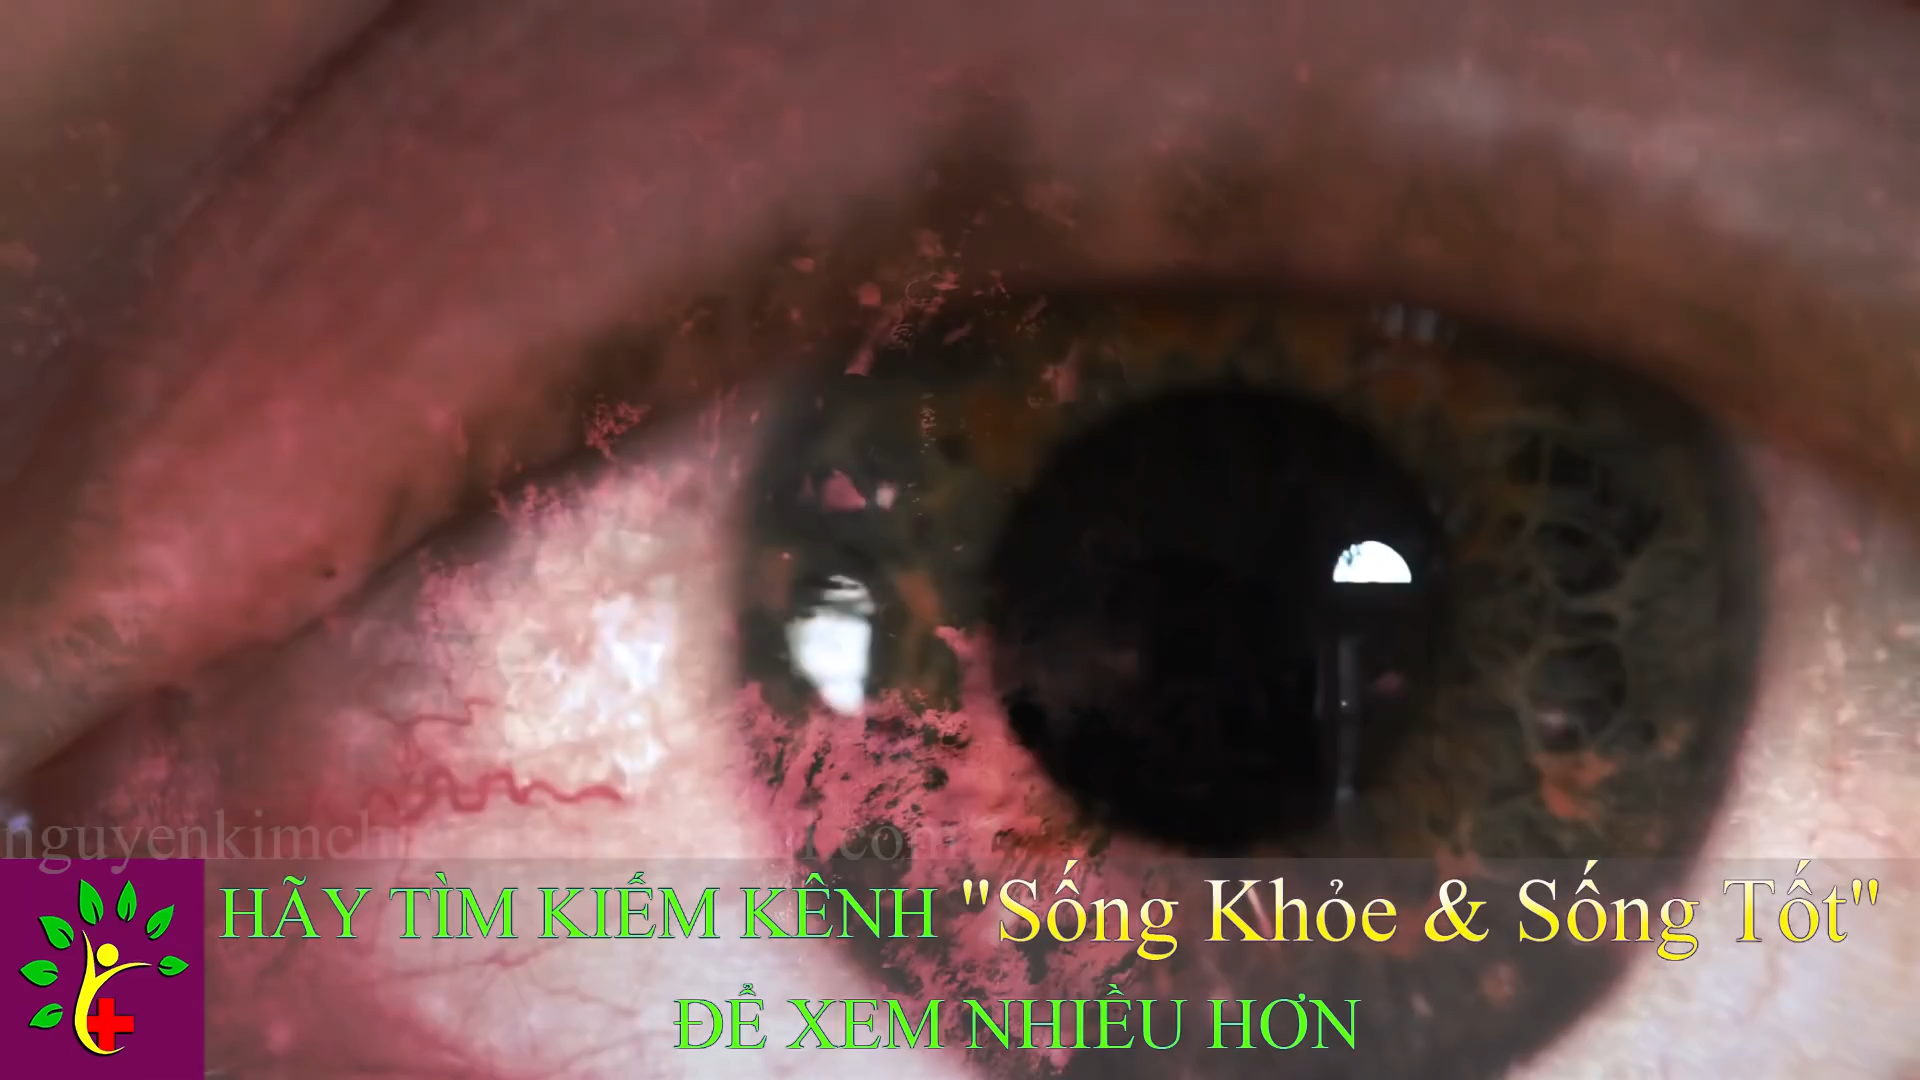 HÃY TÌM KIẾM KÊNH "Sống Khỏe & Sống Tốt"
ĐỂ XEM NHIỀU HƠN